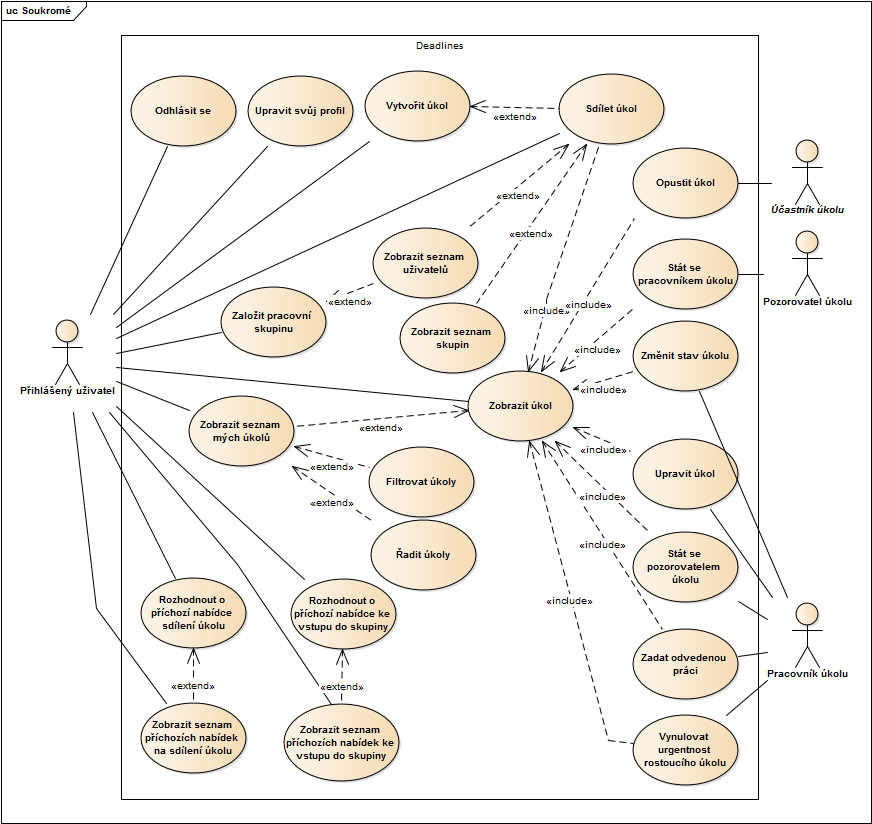 uc Soukromé
Deadlines
Odhlásit se
Upravit svůj profil
Vytvořit úkol
Sdílet úkol
«extend»
Opustit úkol
Účastník úkolu
«extend»
«extend»
Zobrazit seznam
uživatelů
Stát se
pracovníkem úkolu
Pozorovatel úkolu
«extend»
Založit pracovní
skupinu
Zobrazit seznam
skupin
«include»
«include»
«include»
Změnit stav úkolu
Přihlášený uživatel
«include»
Zobrazit úkol
Zobrazit seznam
mých úkolů
«extend»
«include»
«extend»
Filtrovat úkoly
Upravit úkol
«extend»
«include»
Řadit úkoly
«include»
Stát se
pozorovatelem
úkolu
«include»
Rozhodnout o
příchozí nabídce
sdílení úkolu
Rozhodnout o
příchozí nabídce ke
vstupu do skupiny
Zadat odvedenou
práci
Pracovník úkolu
«extend»
«extend»
Zobrazit seznam
příchozích nabídek
na sdílení úkolu
Zobrazit seznam
příchozích nabídek ke
vstupu do skupiny
Vynulovat
urgentnost
rostoucího úkolu